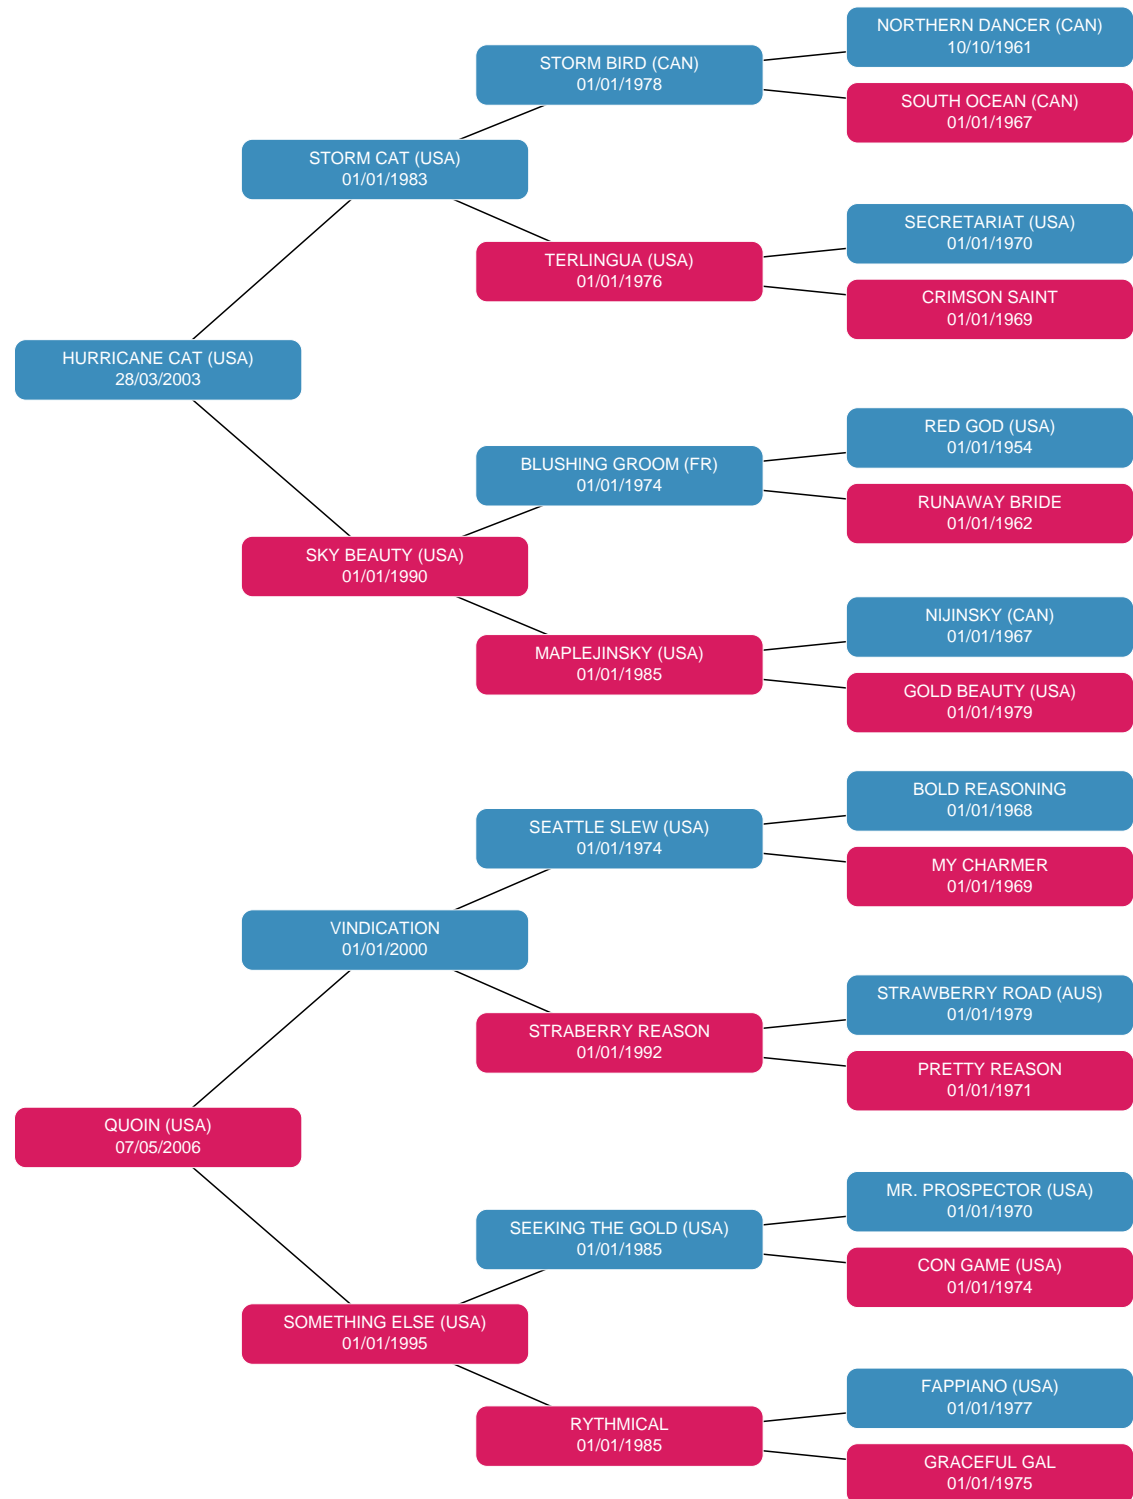 NORTHERN DANCER (CAN)
10/10/1961
STORM BIRD (CAN)
01/01/1978
SOUTH OCEAN (CAN)
01/01/1967
STORM CAT (USA)
01/01/1983
SECRETARIAT (USA)
01/01/1970
TERLINGUA (USA)
01/01/1976
CRIMSON SAINT
01/01/1969
HURRICANE CAT (USA)
28/03/2003
RED GOD (USA)
01/01/1954
BLUSHING GROOM (FR)
01/01/1974
RUNAWAY BRIDE
01/01/1962
SKY BEAUTY (USA)
01/01/1990
NIJINSKY (CAN)
01/01/1967
MAPLEJINSKY (USA)
01/01/1985
GOLD BEAUTY (USA)
01/01/1979
BOLD REASONING
01/01/1968
SEATTLE SLEW (USA)
01/01/1974
MY CHARMER
01/01/1969
VINDICATION
01/01/2000
STRAWBERRY ROAD (AUS)
01/01/1979
STRABERRY REASON
01/01/1992
PRETTY REASON
01/01/1971
QUOIN (USA)
07/05/2006
MR. PROSPECTOR (USA)
01/01/1970
SEEKING THE GOLD (USA)
01/01/1985
CON GAME (USA)
01/01/1974
SOMETHING ELSE (USA)
01/01/1995
FAPPIANO (USA)
01/01/1977
RYTHMICAL
01/01/1985
GRACEFUL GAL
01/01/1975